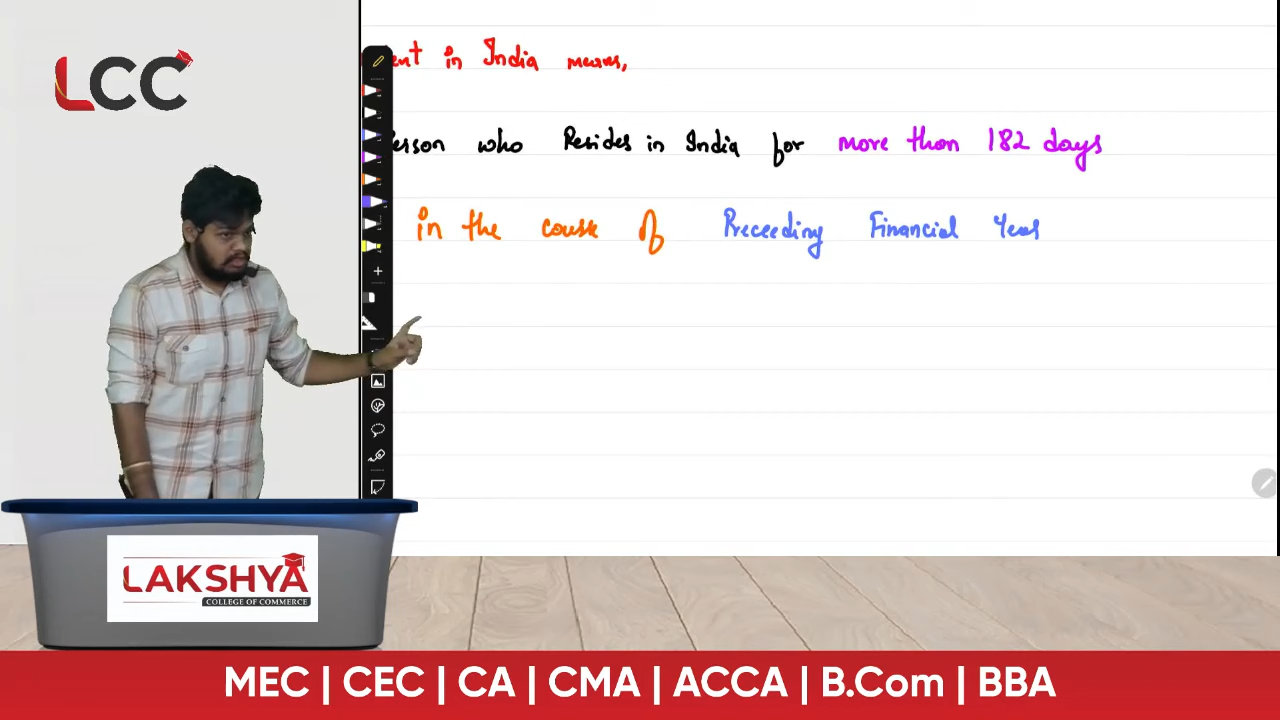 LCC
ent in India means,
erson who Resides in India for more than 182 days
in the course of Preceeding Financial Year
LAKSHYA
COLLEGE OF COMMERCE
MEC | CEC | CA | CMA | ACCA | B.Com | BBA